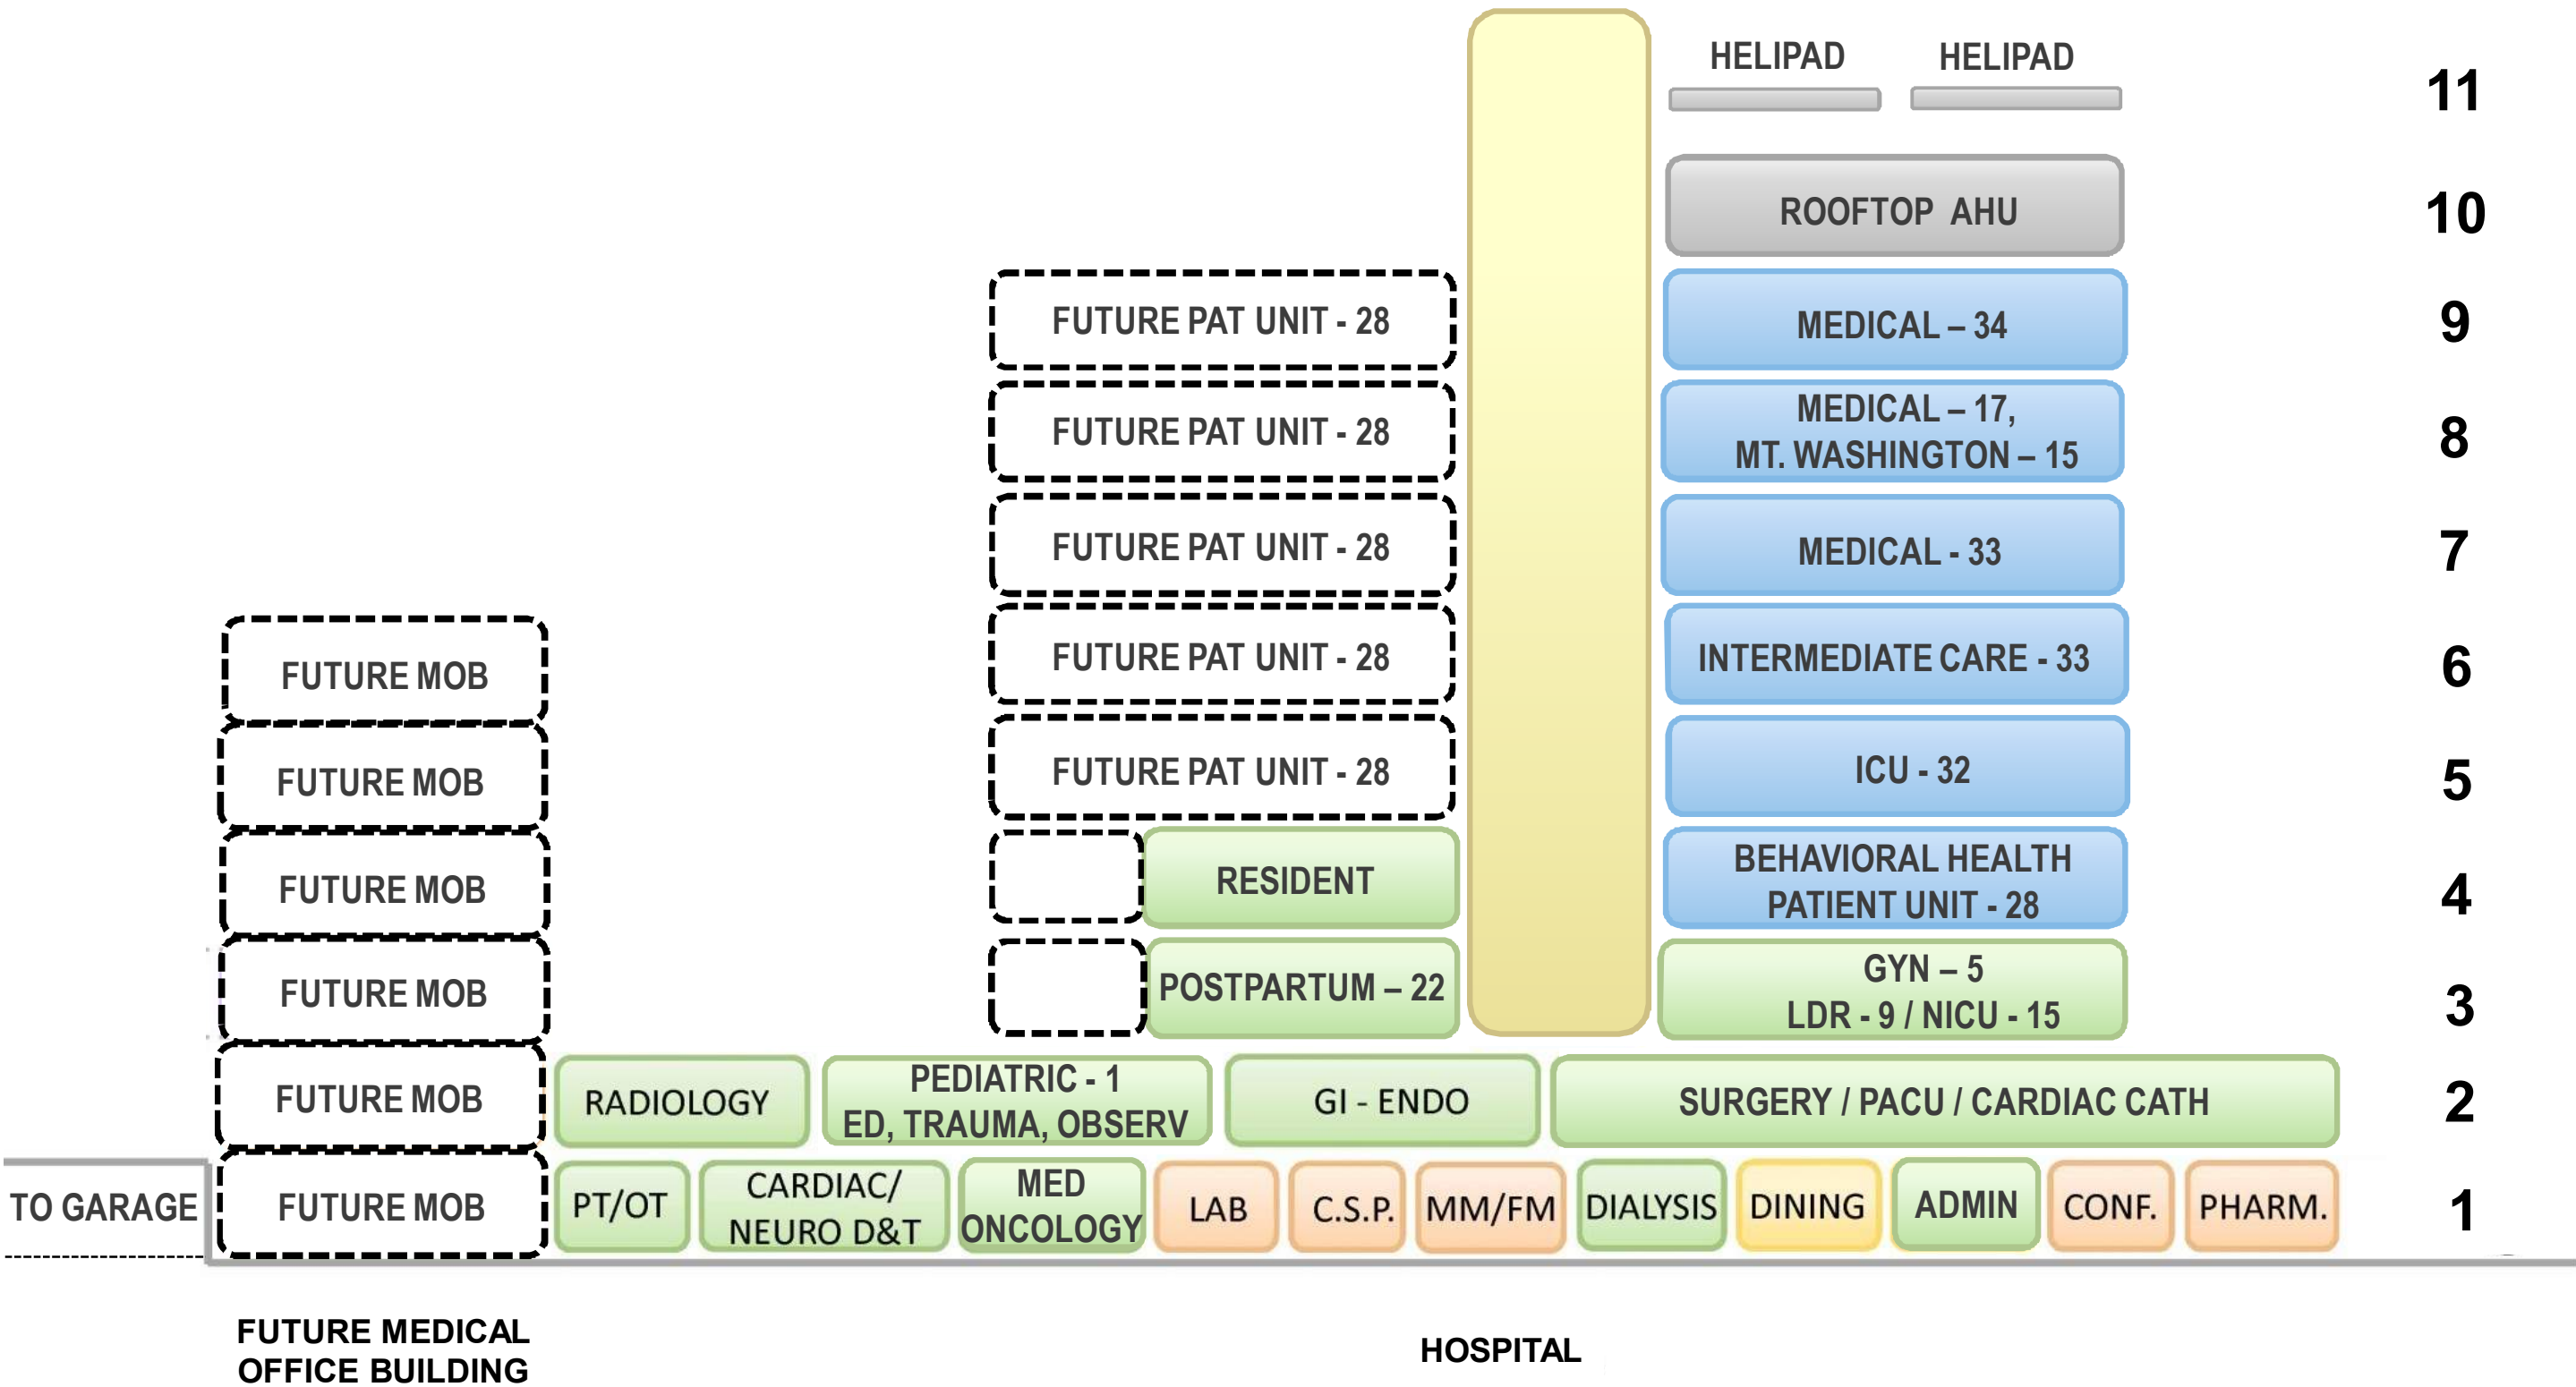 HELIPAD
HELIPAD
11
ROOFTOP AHU
10
FUTURE PAT UNIT - 28
MEDICAL – 34
9
FUTURE PAT UNIT - 28
MEDICAL – 17,
MT. WASHINGTON – 15
8
FUTURE PAT UNIT - 28
MEDICAL - 33
7
FUTURE MOB
FUTURE PAT UNIT - 28
INTERMEDIATE CARE - 33
6
FUTURE MOB
FUTURE PAT UNIT - 28
ICU - 32
5
FUTURE MOB
RESIDENT
BEHAVIORAL HEALTH
PATIENT UNIT - 28
4
FUTURE MOB
POSTPARTUM – 22
GYN – 5
LDR - 9 / NICU - 15
3
FUTURE MOB
RADIOLOGY
PEDIATRIC - 1
ED, TRAUMA, OBSERV
GI - ENDO
SURGERY / PACU / CARDIAC CATH
2
TO GARAGE
FUTURE MOB
PT/OT
CARDIAC/
NEURO D&T
MED
ONCOLOGY
LAB
C.S.P.
MM/FM
DIALYSIS
DINING
ADMIN
CONF.
PHARM.
1
FUTURE MEDICAL
OFFICE BUILDING
HOSPITAL